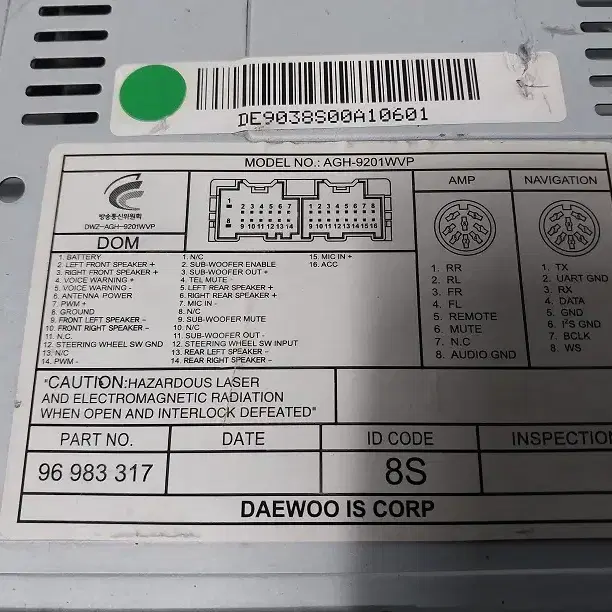 DE9038S00A10601
MODEL NO.: AGH-9201WVP
방송통신위원회
DWZ-AGH-9201WVP
DOM
1 2 3 4 5 6 7 1 2 3 4 5 6 7 8
8 9 10 11 12 13 14 9 10 11 12 13 14 15 16
AMP
NAVIGATION
1. BATTERY
2. LEFT FRONT SPEAKER +
3. RIGHT FRONT SPEAKER +
4. VOICE WARNING +
5. VOICE WARNING -
6. ANTENNA POWER
7. PWM +
8. GROUND
9. FRONT LEFT SPEAKER -
10. FRONT RIGHT SPEAKER -
11. N.C
12. STEERING WHEEL SW GND
13. N/C
14. PWM -
1. N/C
2. SUB-WOOFER ENABLE
3. SUB-WOOFER OUT +
4. TEL MUTE
5. LEFT REAR SPEAKER +
6. RIGHT REAR SPEAKER +
7. MIC IN -
8. N/C
9. SUB-WOOFER MUTE
10. N/C
11. SUB-WOOFER OUT -
12. STEERING WHEEL SW INPUT
13. REAR LEFT SPEAKER -
14. REAR RIGHT SPEAKER -
15. MIC IN +
16. ACC
1. RR
2. RL
3. FR
4. FL
5. REMOTE
6. MUTE
7. N.C
8. AUDIO GND
1. TX
2. UART GND
3. RX
4. DATA
5. GND
6. I²S GND
7. BCLK
8. WS
"CAUTION:HAZARDOUS LASER
AND ELECTROMAGNETIC RADIATION
WHEN OPEN AND INTERLOCK DEFEATED"
PART NO. DATE ID CODE INSPECTION
96 983 317 8S
DAEWOO IS CORP